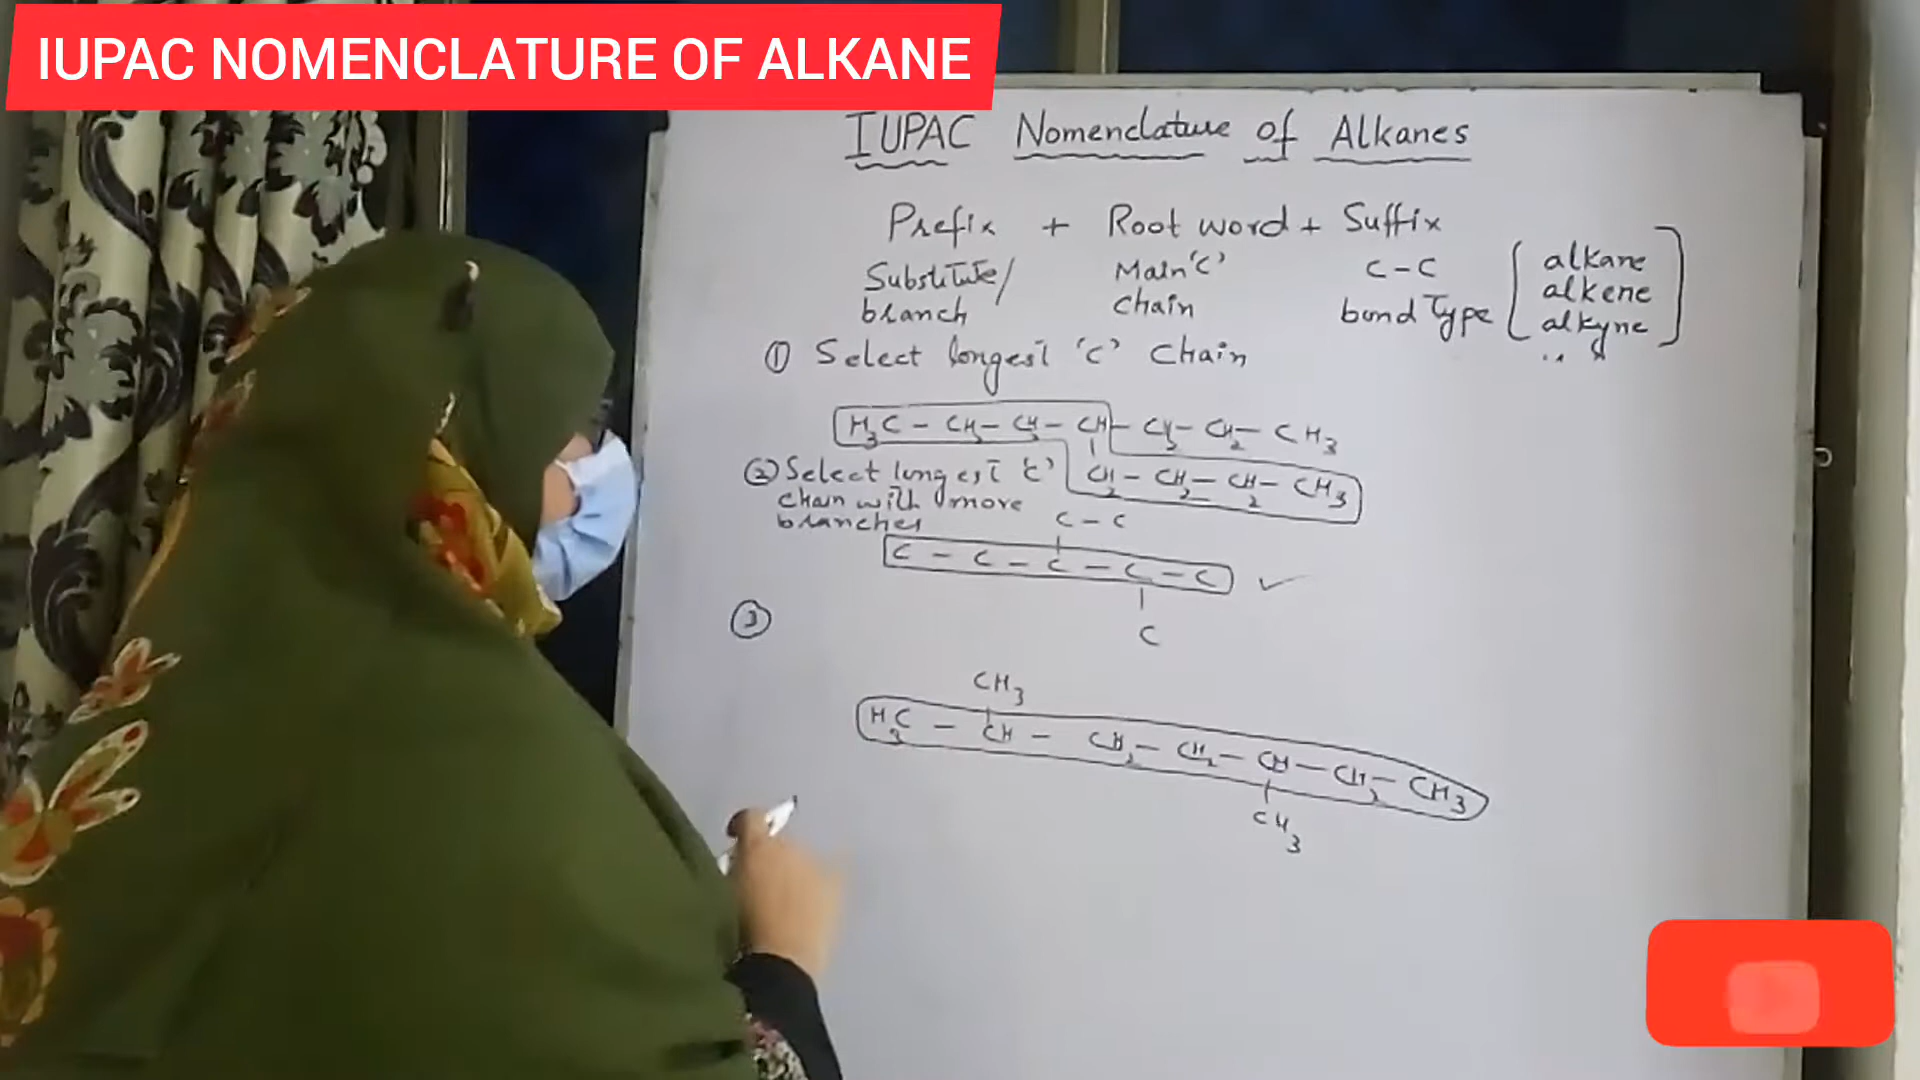 IUPAC NOMENCLATURE OF ALKANE
IUPAC Nomenclature of Alkanes
Prefix + Root word + Suffix
Substitute/ Main 'C' C-C alkane
branch chain bond Type alkene
alkyne
① Select longest 'C' Chain
H3C - CH2 - CH2 - CH - CH2 - CH2 - CH3
② Select longest 'C' CH2 - CH2 - CH2 - CH3
chain with more
branches C - C
C - C - C - C - C ✓
C
③
CH3
H3C - CH - CH2 - CH2 - CH - CH2 - CH3
CH3